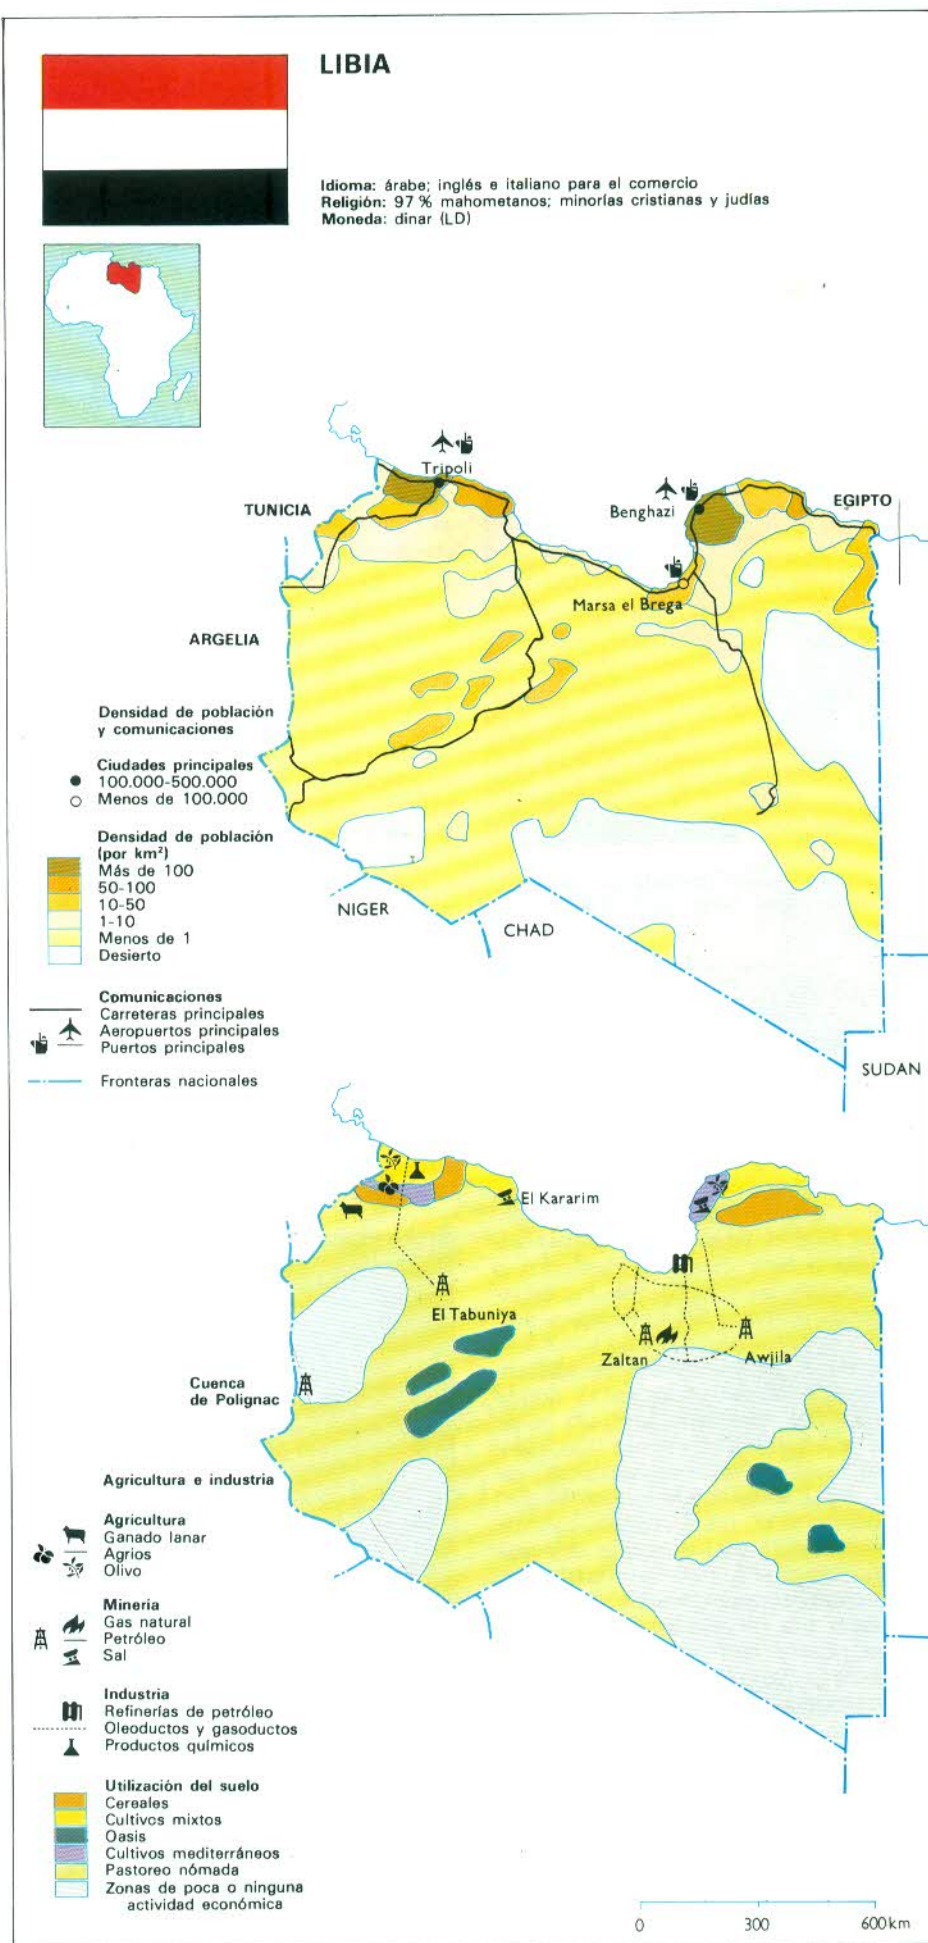 LIBIA
Idioma: árabe; inglés e italiano para el comercio
Religión: 97 % mahometanos; minorías cristianas y judías
Moneda: dinar (LD)
Tripoli
TUNICIA
Benghazi
EGIPTO
Marsa el Brega
ARGELIA
Densidad de población
y comunicaciones
Ciudades principales
100.000-500.000
Menos de 100.000
Densidad de población
(por km²)
Más de 100
50-100
10-50
1-10
Menos de 1
Desierto
NIGER
CHAD
Comunicaciones
Carreteras principales
Aeropuertos principales
Puertos principales
Fronteras nacionales
SUDAN
El Kararim
El Tabuniya
Zaltan
Awjila
Cuenca
de Polignac
Agricultura e industria
Agricultura
Ganado lanar
Agrios
Olivo
Minería
Gas natural
Petróleo
Sal
Industria
Refinerías de petróleo
Oleoductos y gasoductos
Productos químicos
Utilización del suelo
Cereales
Cultivos mixtos
Oasis
Cultivos mediterráneos
Pastoreo nómada
Zonas de poca o ninguna
actividad económica
0 300 600 km